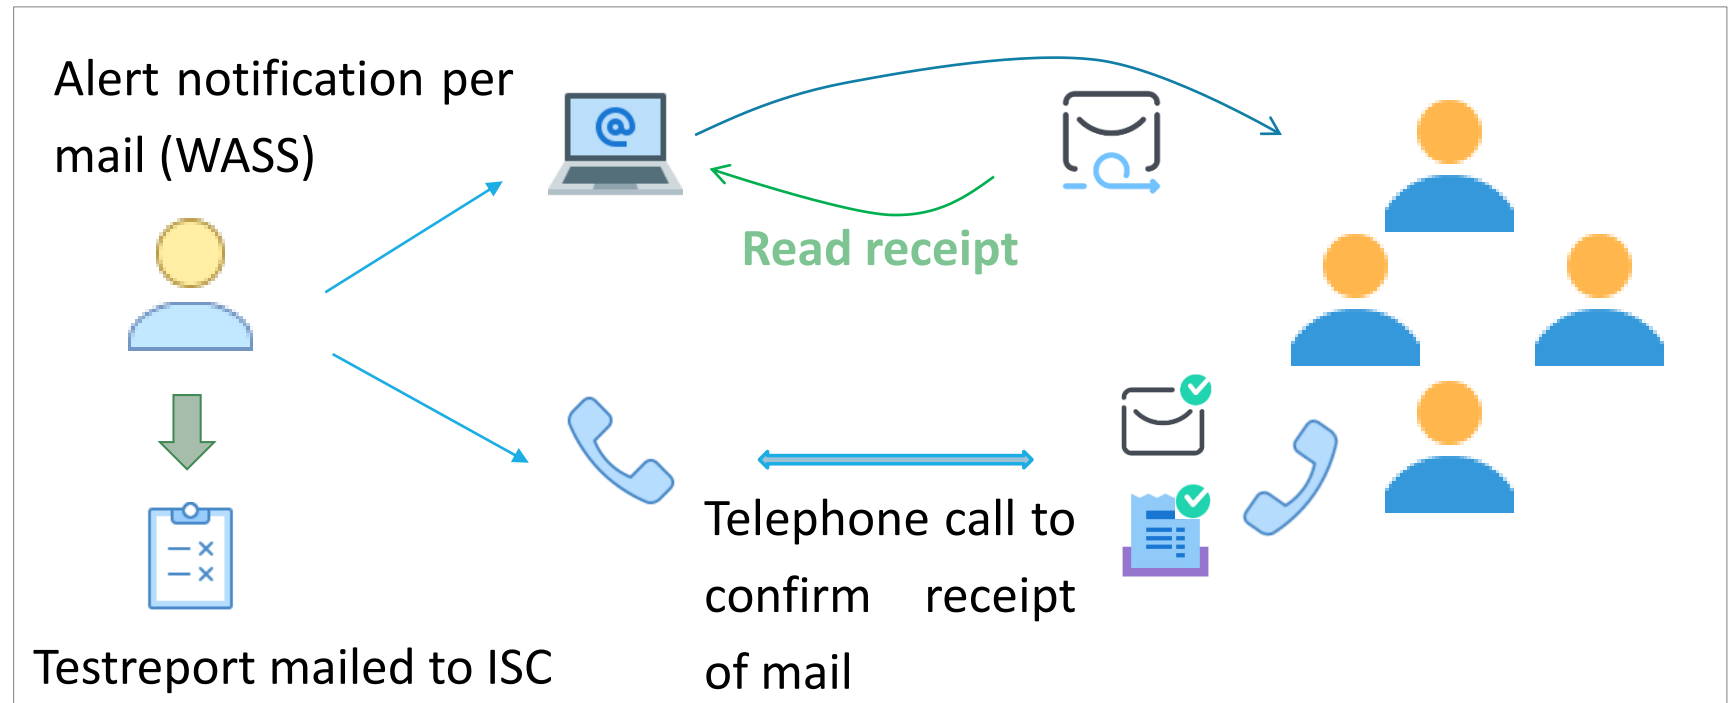 Alert notification per
mail (WASS)
@
Read receipt
Telephone call to
confirm receipt
of mail
Testreport mailed to ISC